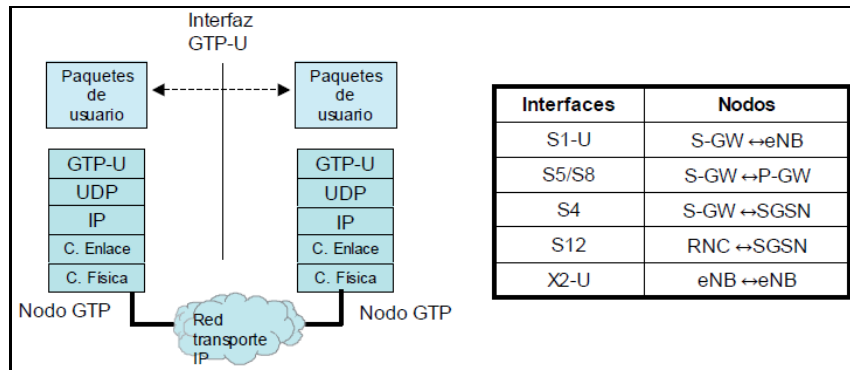 Interfaz
GTP-U
Paquetes
de
usuario
Paquetes
de
usuario
GTP-U
UDP
IP
C. Enlace
C. Física
GTP-U
UDP
IP
C. Enlace
C. Física
Nodo GTP
Nodo GTP
Red
transporte
IP
Interfaces Nodos
S1-U S-GW ↔eNB
S5/S8 S-GW ↔P-GW
S4 S-GW ↔SGSN
S12 RNC ↔SGSN
X2-U eNB ↔eNB